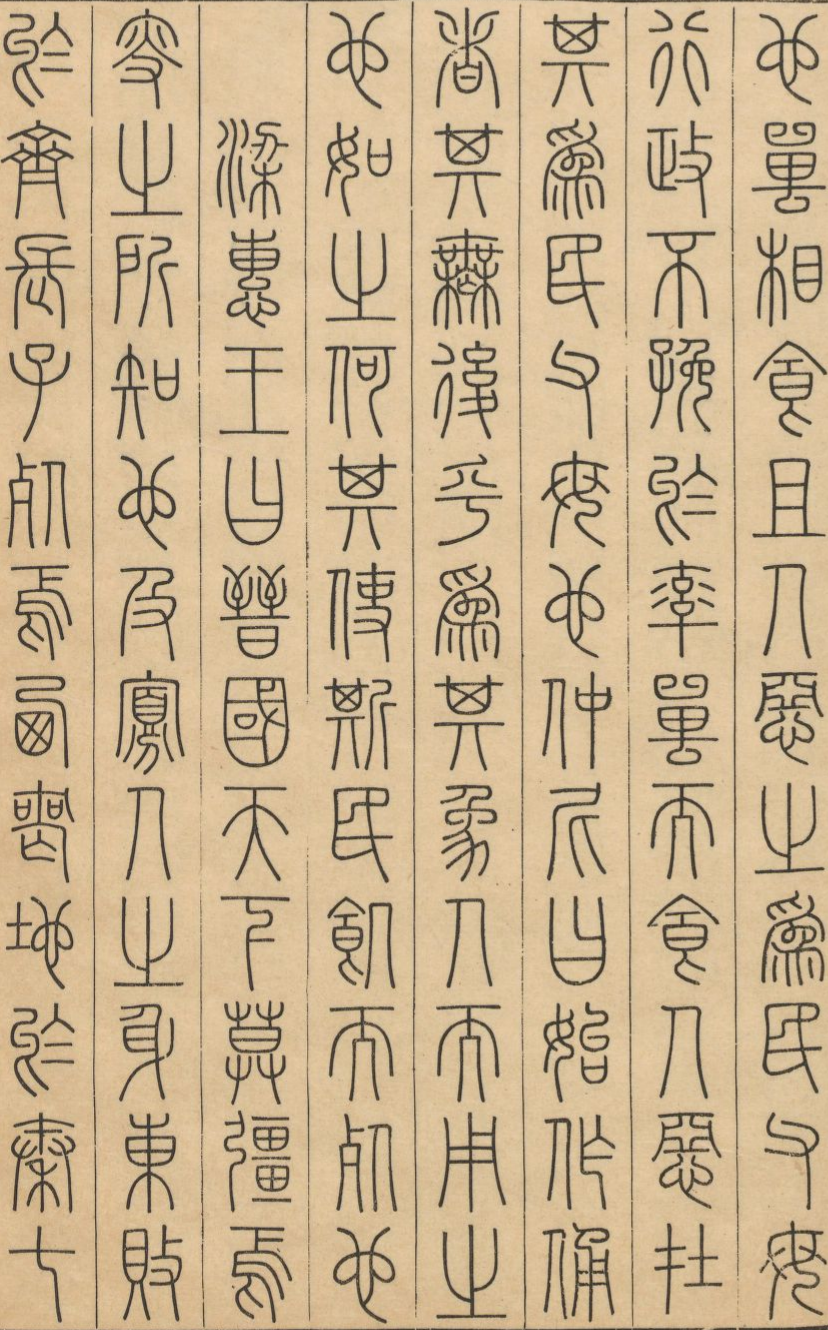 也獸相食且人惡之為民父母
行政不免於率獸而食人惡在
其為民父母也仲尼曰始作俑
者其無後乎為其象人而用之
也如之何其使斯民飢而死也
梁惠王曰晉國天下莫彊焉
叟之所知也及寡人之身東敗
於齊長子死焉西喪地於秦七